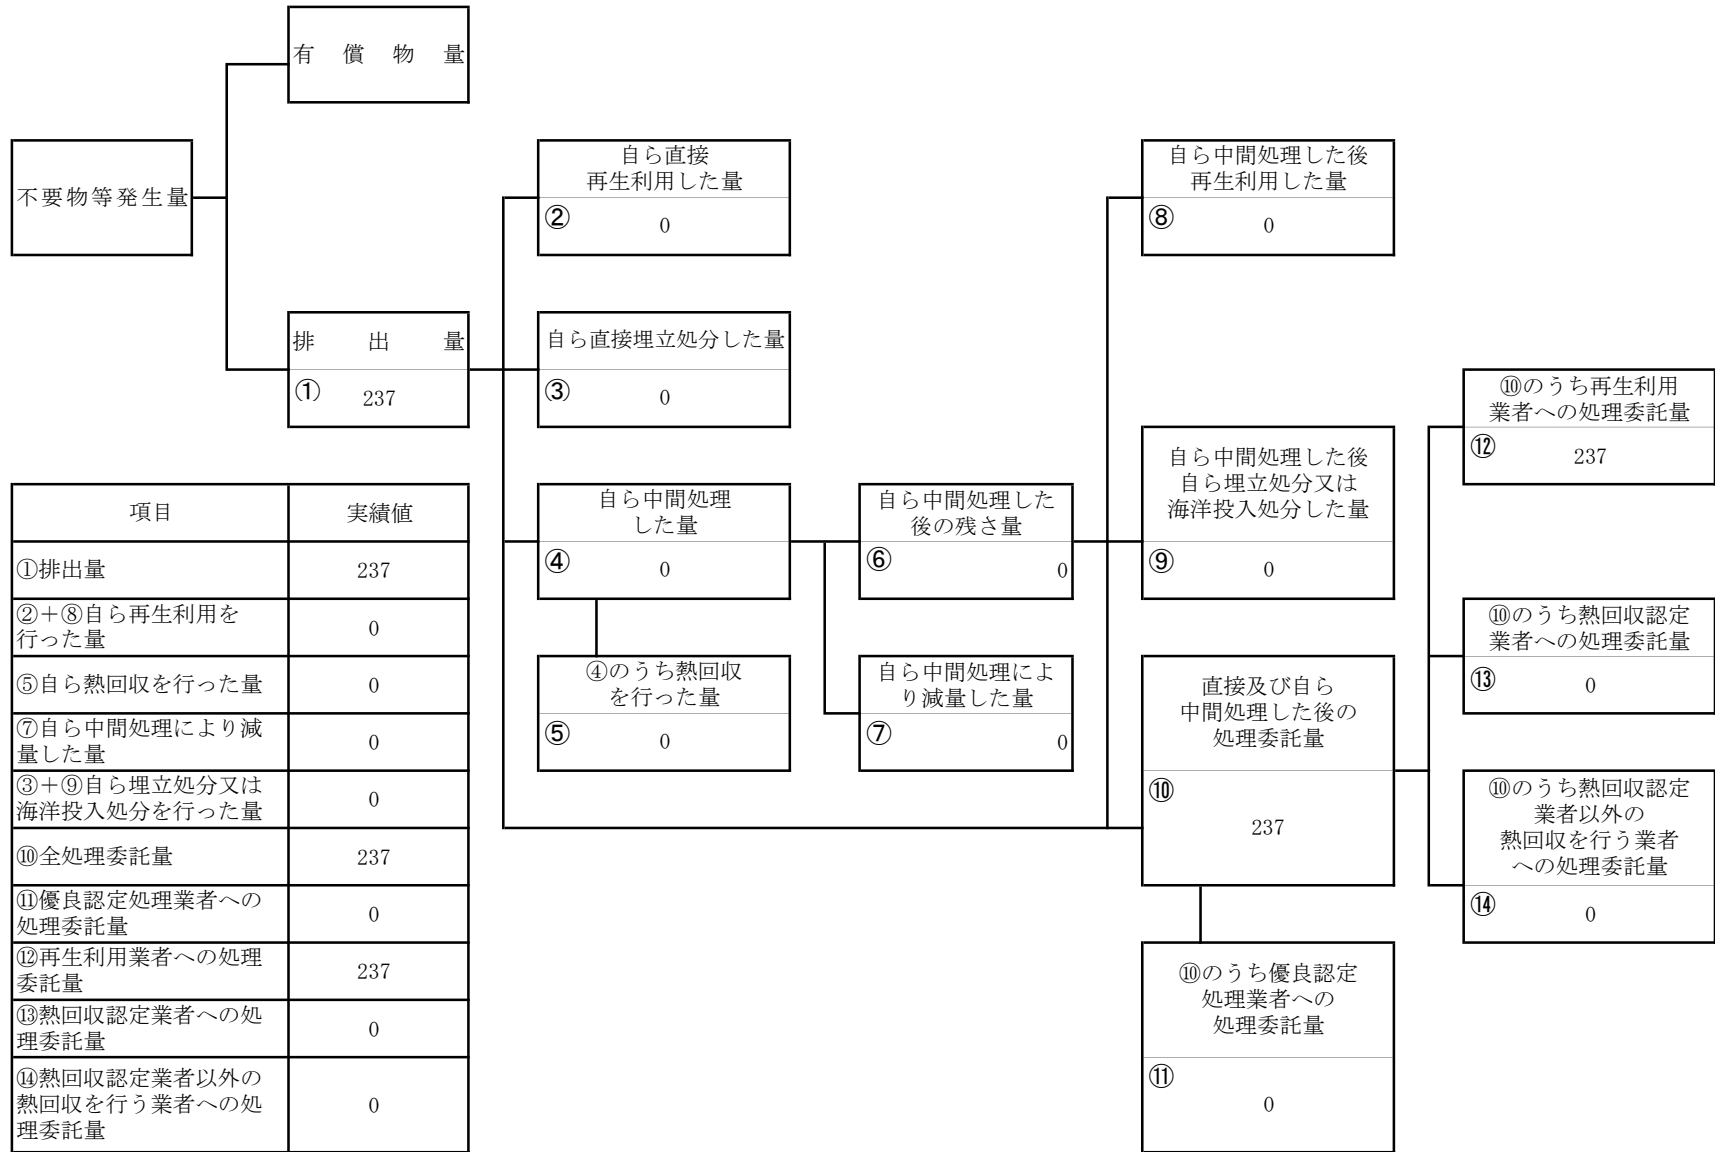 有償物量
不要物等発生量
排出量
① 237
自ら直接
再生利用した量
② 0
自ら直接埋立処分した量
③ 0
自ら中間処理
した量
④ 0
④のうち熱回収
を行った量
⑤ 0
自ら中間処理した
後の残さ量
⑥ 0
自ら中間処理によ
り減量した量
⑦ 0
自ら中間処理した後
再生利用した量
⑧ 0
自ら中間処理した後
自ら埋立処分又は
海洋投入処分した量
⑨ 0
直接及び自ら
中間処理した後の
処理委託量
⑩
237
⑩のうち優良認定
処理業者への
処理委託量
⑪
0
⑩のうち再生利用
業者への処理委託量
⑫ 237
⑩のうち熱回収認定
業者への処理委託量
⑬ 0
⑩のうち熱回収認定
業者以外の
熱回収を行う業者
への処理委託量
⑭ 0
項目 実績値
①排出量 237
②+⑧自ら再生利用を
行った量 0
⑤自ら熱回収を行った量 0
⑦自ら中間処理により減
量した量 0
③+⑨自ら埋立処分又は
海洋投入処分を行った量 0
⑩全処理委託量 237
⑪優良認定処理業者への
処理委託量 0
⑫再生利用業者への処理
委託量 237
⑬熱回収認定業者への処
理委託量 0
⑭熱回収認定業者以外の
熱回収を行う業者への処
理委託量 0